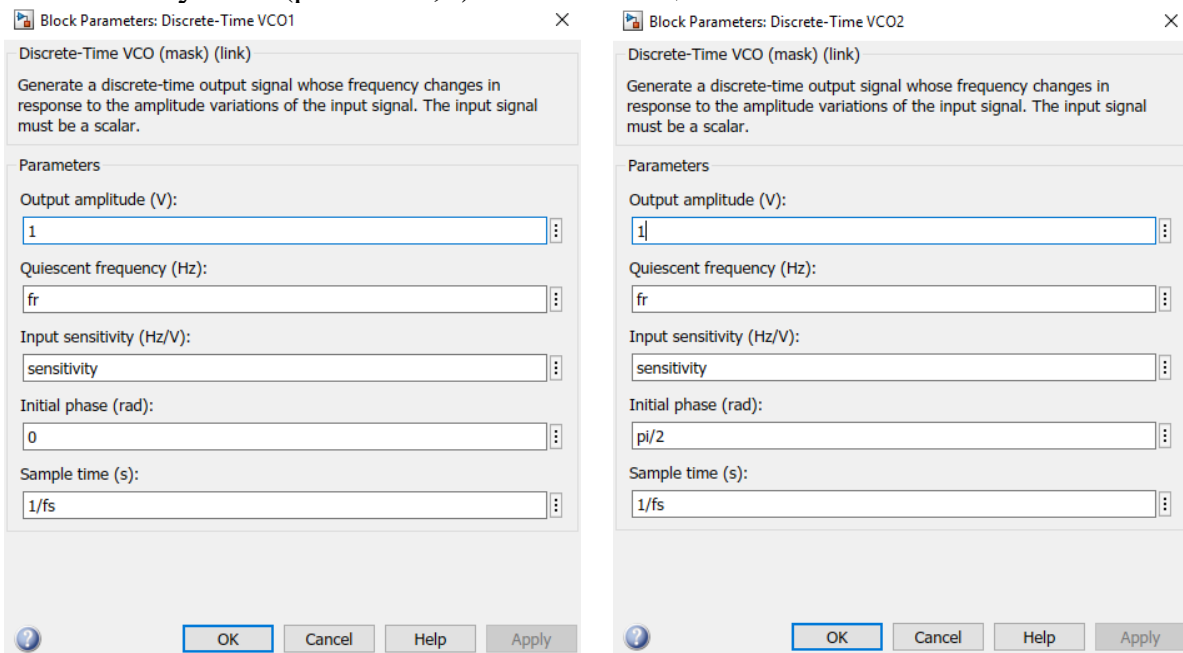 Block Parameters: Discrete-Time VCO1
Discrete-Time VCO (mask) (link)
Generate a discrete-time output signal whose frequency changes in
response to the amplitude variations of the input signal. The input signal
must be a scalar.
Parameters
Output amplitude (V):
1
Quiescent frequency (Hz):
fr
Input sensitivity (Hz/V):
sensitivity
Initial phase (rad):
0
Sample time (s):
1/fs
OK Cancel Help Apply
Block Parameters: Discrete-Time VCO2
Discrete-Time VCO (mask) (link)
Generate a discrete-time output signal whose frequency changes in
response to the amplitude variations of the input signal. The input signal
must be a scalar.
Parameters
Output amplitude (V):
1
Quiescent frequency (Hz):
fr
Input sensitivity (Hz/V):
sensitivity
Initial phase (rad):
pi/2
Sample time (s):
1/fs
OK Cancel Help Apply